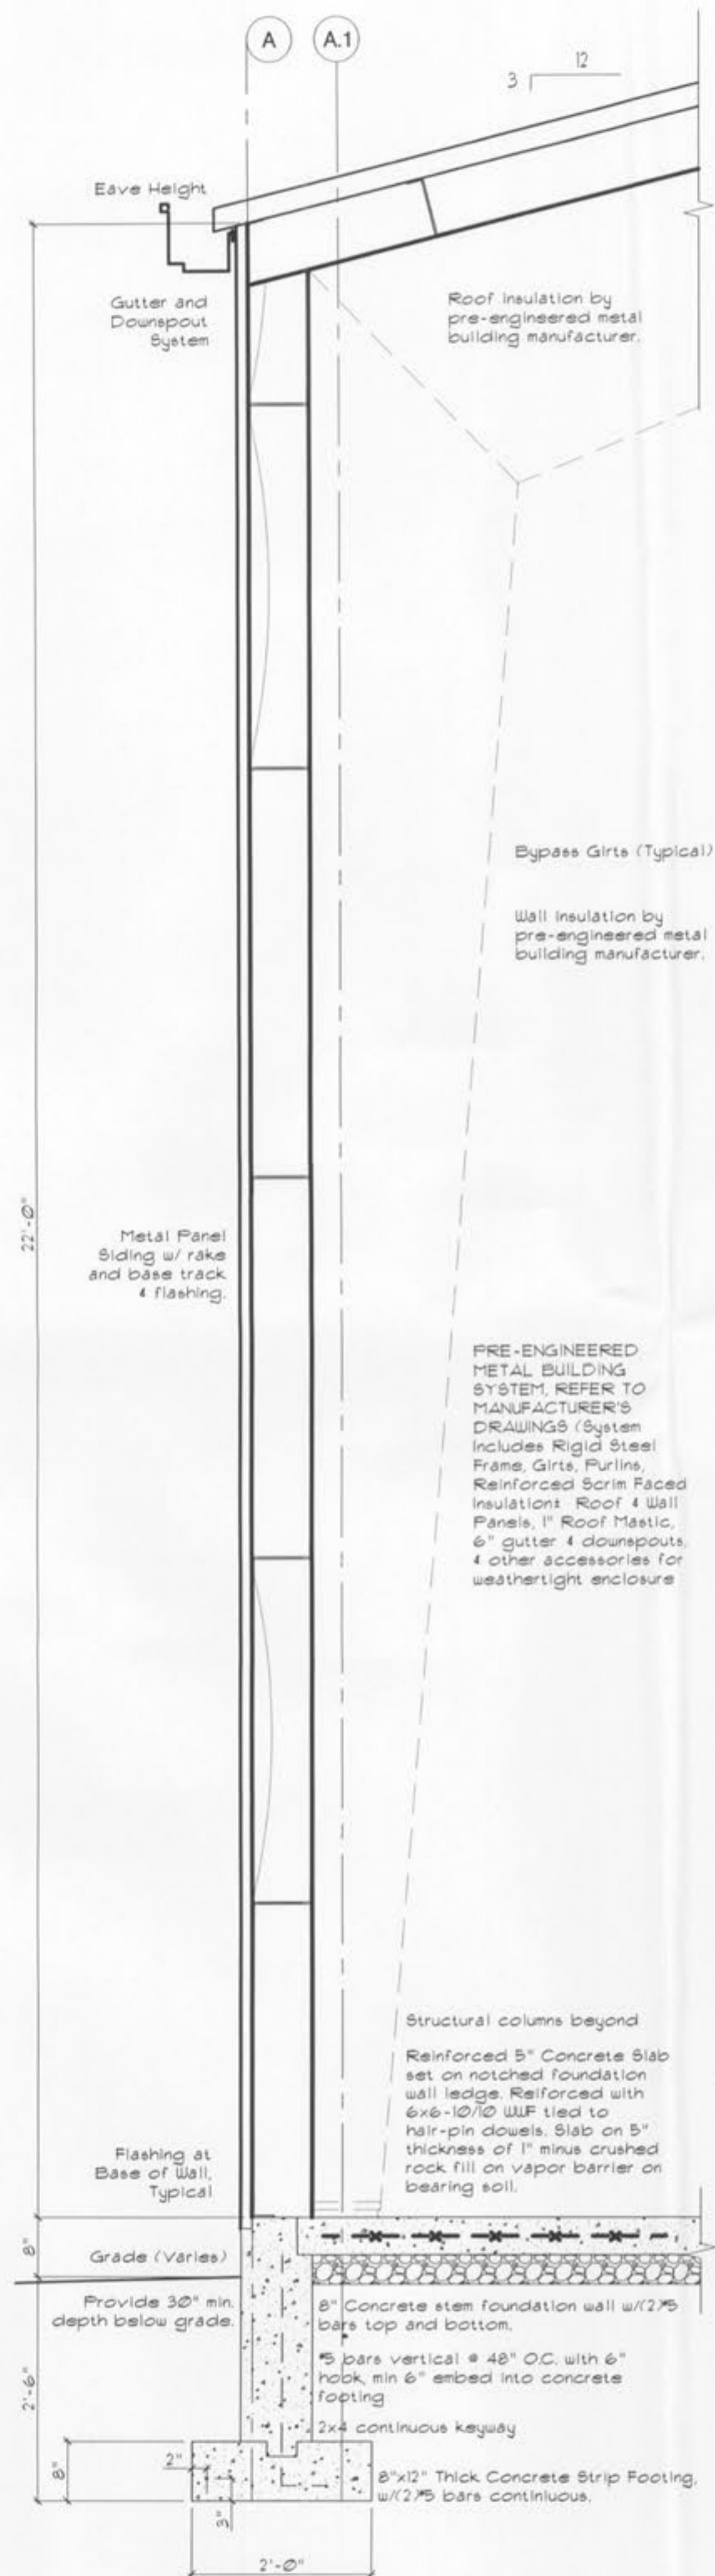 A
A.1
12
3
Eave Height
Gutter and
Downspout
System
Roof insulation by
pre-engineered metal
building manufacturer.
Bypass Girts (Typical)
Wall insulation by
pre-engineered metal
building manufacturer.
22'-0"
Metal Panel
Siding w/ rake
and base track
& flashing.
PRE-ENGINEERED
METAL BUILDING
SYSTEM, REFER TO
MANUFACTURER'S
DRAWINGS (System
includes Rigid Steel
Frame, Girts, Purlins,
Reinforced Scrim Faced
Insulation± Roof & Wall
Panels, 1" Roof Mastic,
6" gutter & downspouts,
& other accessories for
weathertight enclosure
Structural columns beyond
Reinforced 5" Concrete Slab
set on notched foundation
wall ledge. Reiforced with
6x6-10/10 WWF tied to
hair-pin dowels. Slab on 5"
thickness of 1" minus crushed
rock fill on vapor barrier on
bearing soil.
Flashing at
Base of Wall,
Typical
8"
Grade (Varies)
Provide 30" min.
depth below grade.
2'-6"
8" Concrete stem foundation wall w/(2)#5
bars top and bottom.
#5 bars vertical @ 48" O.C. with 6"
hook, min 6" embed into concrete
footing
2x4 continuous keyway
8"
2"
3"
8"x12" Thick Concrete Strip Footing,
w/(2)#5 bars continiuous.
2'-0"